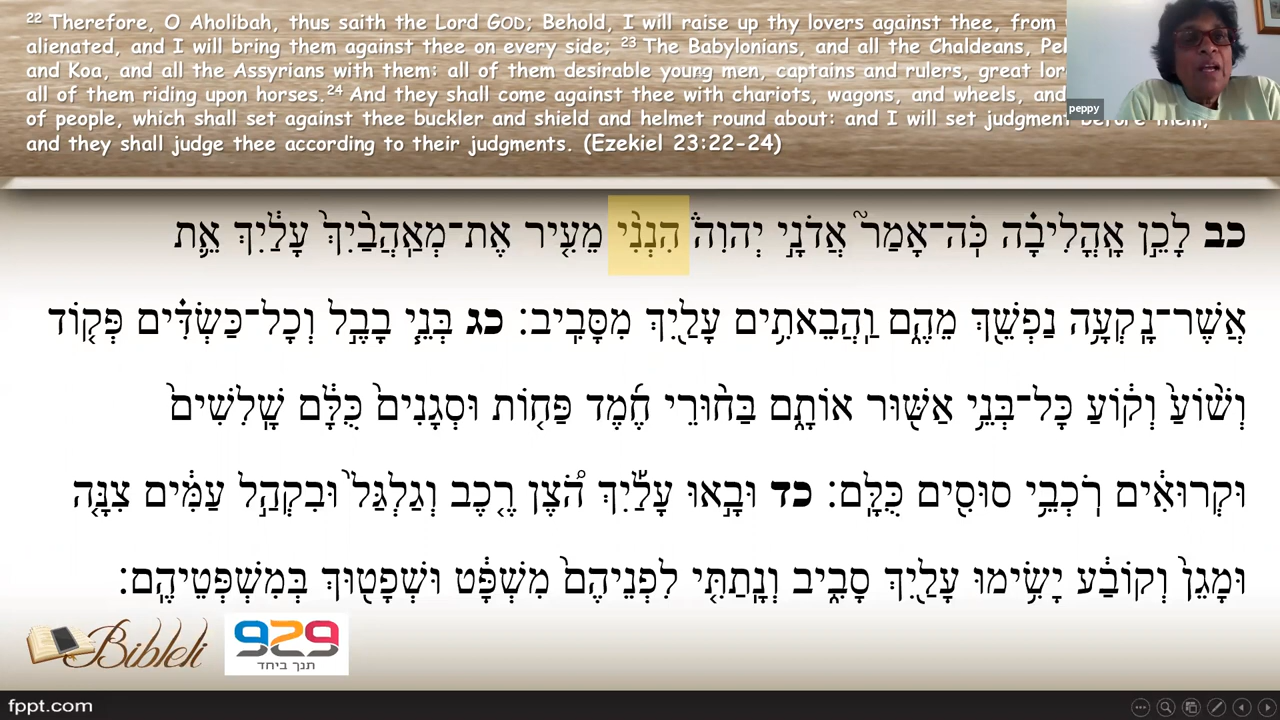 22 Therefore, O Aholibah, thus saith the Lord GOD; Behold, I will raise up thy lovers against thee, from
alienated, and I will bring them against thee on every side; 23 The Babylonians, and all the Chaldeans,
and Koa, and all the Assyrians with them: all of them desirable young men, captains and rulers, great
all of them riding upon horses.24 And they shall come against thee with chariots, wagons, and wheels, and
of people, which shall set against thee buckler and shield and helmet round about: and I will set judgment before them,
and they shall judge thee according to their judgments. (Ezekiel 23:22-24)
peppy
כב לָכֵ֣ן אָהֳלִיבָ֗ה כֹּֽה־אָמַר֮ אֲדֹנָ֣י יְהוִה֒ הִנְנִ֨י מֵעִ֤יר אֶת־מְאַֽהֲבַ֙יִךְ֙ עָלַ֔יִךְ אֵ֛ת
אֲשֶׁר־נָקְעָ֥ה נַפְשֵׁ֖ךְ מֵהֶ֑ם וַהֲבֵאתִ֥ים עָלַ֖יִךְ מִסָּבִֽיב׃ כג בְּנֵ֧י בָבֶ֣ל וְכָל־כַּשְׂדִּ֗ים פְּק֤וֹד
וְשׁ֙וֹעַ֙ וְק֔וֹעַ כָּל־בְּנֵ֥י אַשּׁ֖וּר אוֹתָ֑ם בַּח֨וּרֵי חֶ֜מֶד פַּח֤וֹת וּסְגָנִים֙ כֻּלָּ֔ם שָֽׁלִשִׁים֙
וּקְרוּאִ֔ים רֹכְבֵ֥י סוּסִ֖ים כֻּלָּֽם׃ כד וּבָ֣אוּ עָלַ֡יִךְ הֹ֠צֶן רֶ֤כֶב וְגַלְגַּל֙ וּבִקְהַ֣ל עַמִּ֔ים צִנָּ֤ה
וּמָגֵן֙ וְקוֹבַ֔ע יָשִׂ֥ימוּ עָלַ֖יִךְ סָבִ֑יב וְנָתַתִּ֤י לִפְנֵיהֶם֙ מִשְׁפָּ֔ט וּשְׁפָט֖וּךְ בְּמִשְׁפְּטֵיהֶֽם׃
Bibleli
929
תנך ביחד
fppt.com